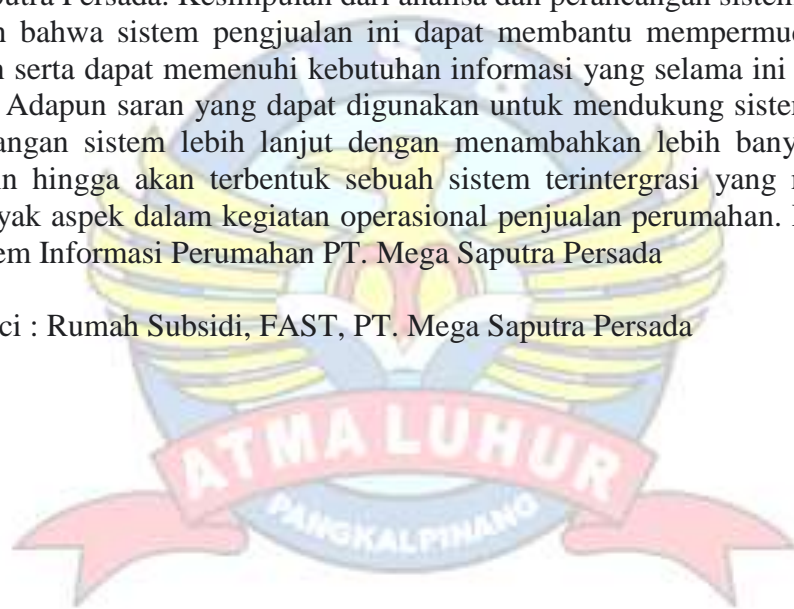 putra Persada. Kesimpulan dari analisa dan perancangan sistem
n bahwa sistem pengjualan ini dapat membantu mempermud
n serta dapat memenuhi kebutuhan informasi yang selama ini
Adapun saran yang dapat digunakan untuk mendukung sistem
angan sistem lebih lanjut dengan menambahkan lebih bany
n hingga akan terbentuk sebuah sistem terintergrasi yang
yak aspek dalam kegiatan operasional penjualan perumahan.
em Informasi Perumahan PT. Mega Saputra Persada
ci : Rumah Subsidi, FAST, PT. Mega Saputra Persada
I S B
ATMA LUHUR
PANGKALPINANG